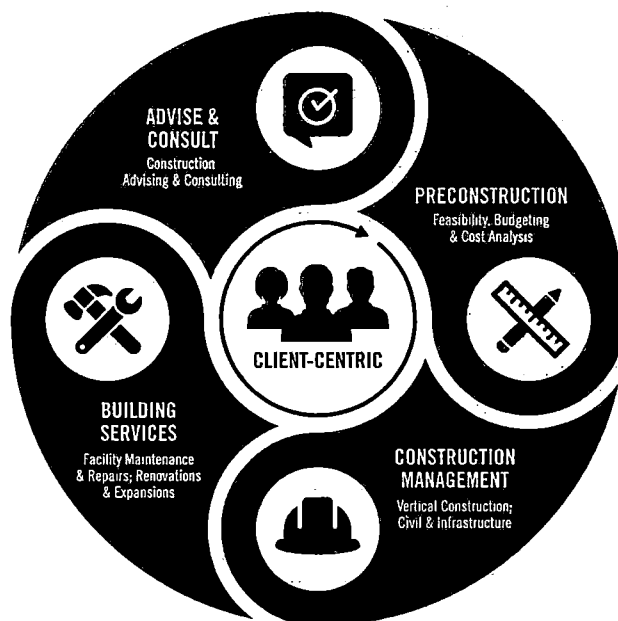 ADVISE &
CONSULT
Construction
Advising & Consulting
PRECONSTRUCTION
Feasibility, Budgeting
& Cost Analysis
CLIENT-CENTRIC
BUILDING
SERVICES
Facility Maintenance
& Repairs; Renovations
& Expansions
CONSTRUCTION
MANAGEMENT
Vertical Construction;
Civil & Infrastructure